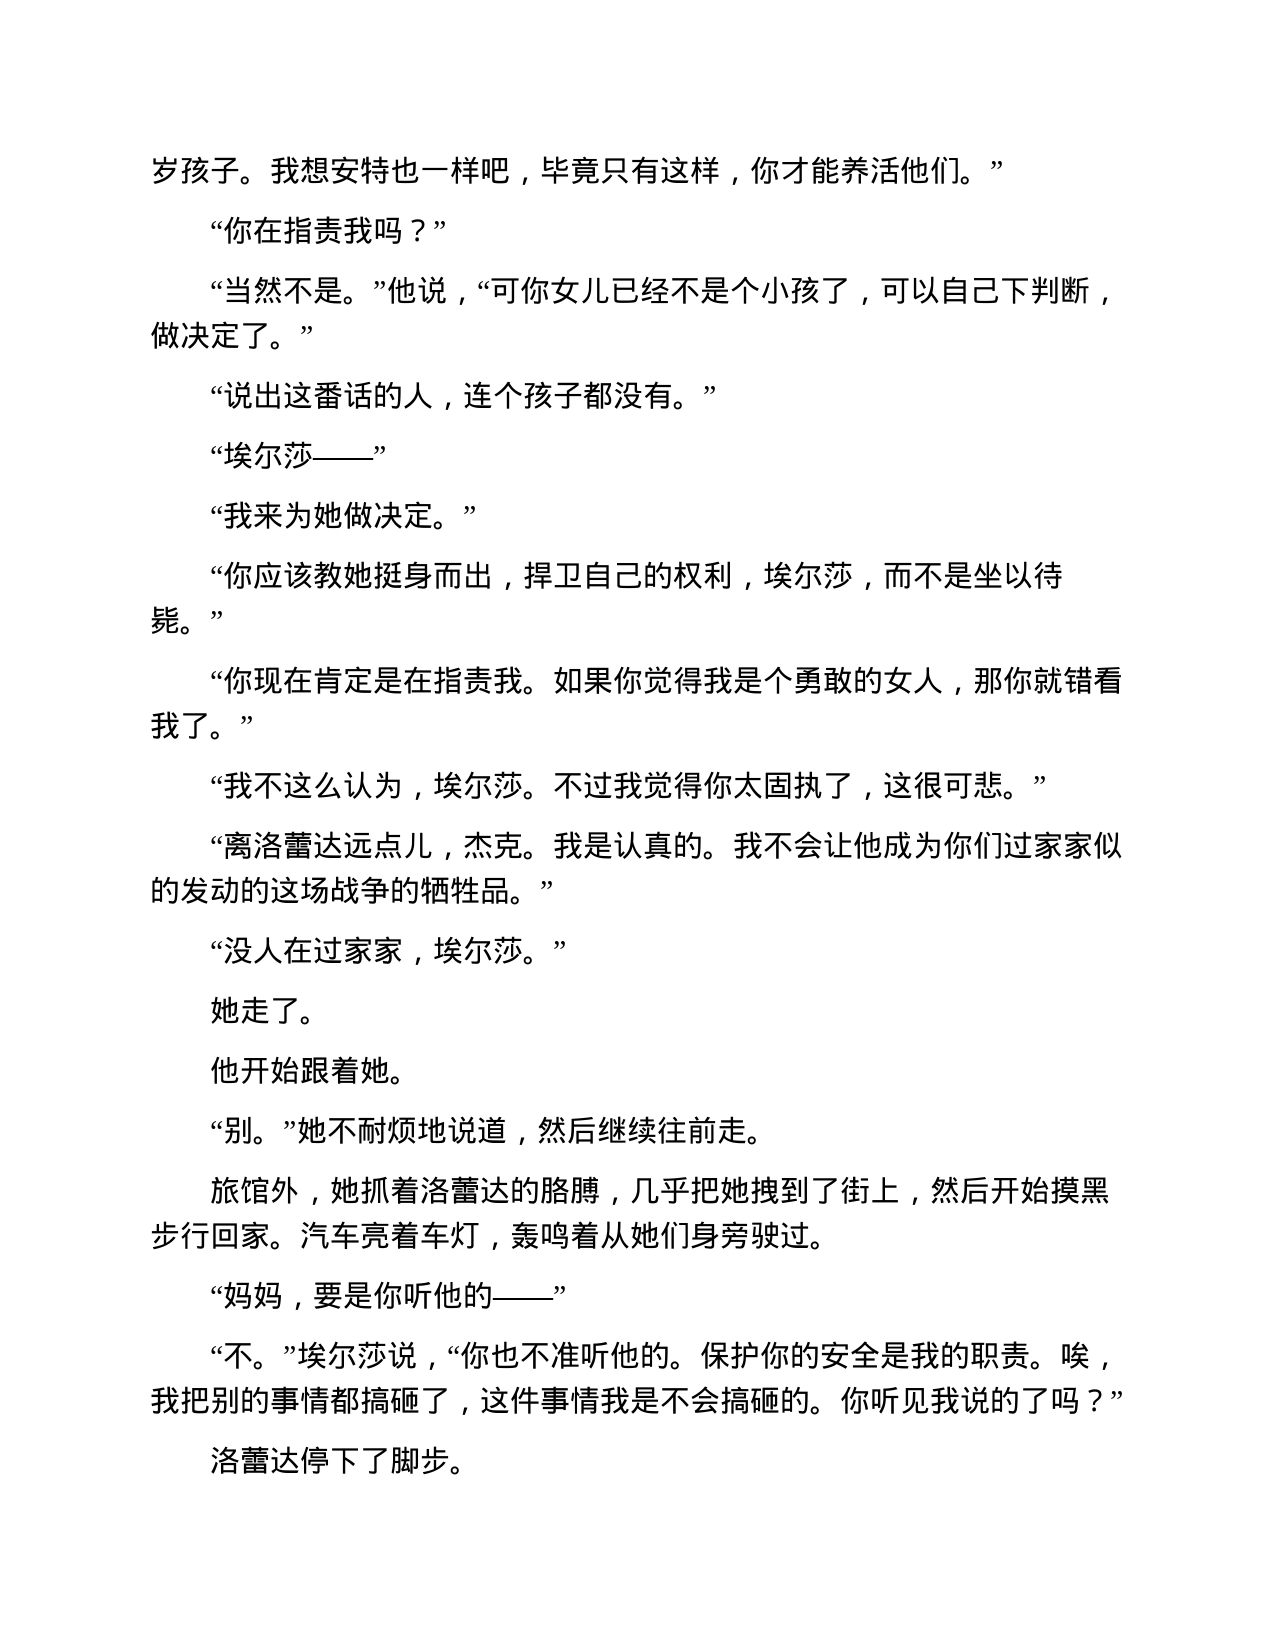 岁孩子。我想安特也一样吧，毕竟只有这样，你才能养活他们。”
“你在指责我吗？”
“当然不是。”他说，“可你女儿已经不是个小孩了，可以自己下判断，
做决定了。”
“说出这番话的人，连个孩子都没有。”
“埃尔莎——”
“我来为她做决定。”
“你应该教她挺身而出，捍卫自己的权利，埃尔莎，而不是坐以待
毙。”
“你现在肯定是在指责我。如果你觉得我是个勇敢的女人，那你就错看
我了。”
“我不这么认为，埃尔莎。不过我觉得你太固执了，这很可悲。”
“离洛蕾达远点儿，杰克。我是认真的。我不会让他成为你们过家家似
的发动的这场战争的牺牲品。”
“没人在过家家，埃尔莎。”
她走了。
他开始跟着她。
“别。”她不耐烦地说道，然后继续往前走。
旅馆外，她抓着洛蕾达的胳膊，几乎把她拽到了街上，然后开始摸黑
步行回家。汽车亮着车灯，轰鸣着从她们身旁驶过。
“妈妈，要是你听他的——”
“不。”埃尔莎说，“你也不准听他的。保护你的安全是我的职责。唉，
我把别的事情都搞砸了，这件事情我是不会搞砸的。你听见我说的了吗？”
洛蕾达停下了脚步。